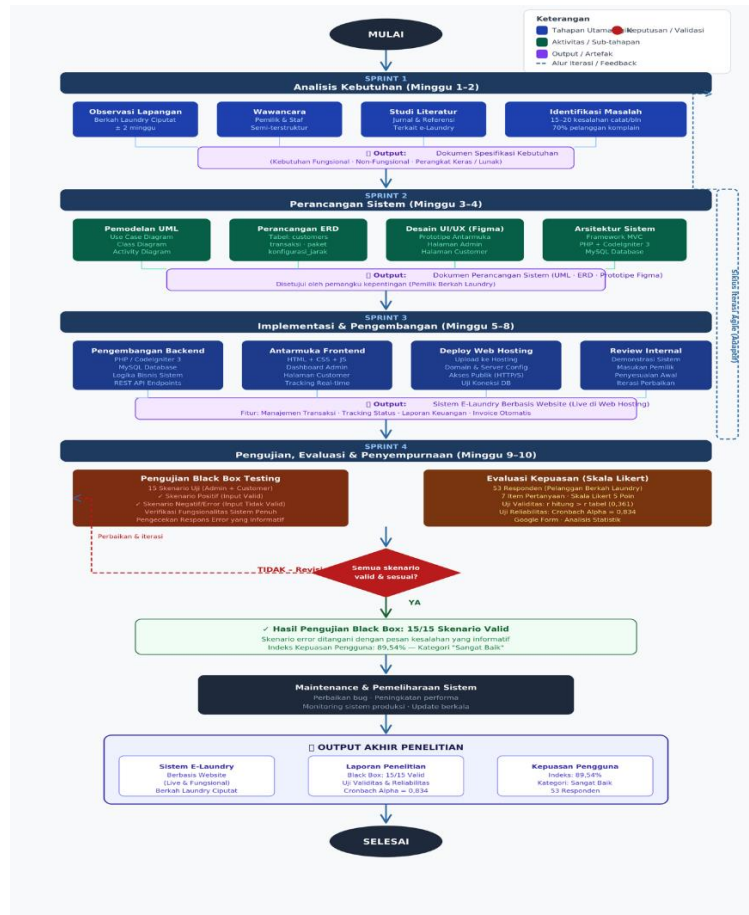 MULAI
Keterangan
Tahapan Utama
Keputusan / Validasi
Aktivitas / Sub-tahapan
Output / Artefak
Alur Iterasi / Feedback
SPRINT 1
Analisis Kebutuhan (Minggu 1–2)
Observasi Lapangan
Berkah Laundry Ciputat
± 2 minggu
Wawancara
Pemilik & Staf
Semi-terstruktur
Studi Literatur
Jurnal & Referensi
Terkait e-Laundry
Identifikasi Masalah
15–20 kesalahan catat/bln
70% pelanggan komplain
Output: Dokumen Spesifikasi Kebutuhan
(Kebutuhan Fungsional · Non-Fungsional · Perangkat Keras / Lunak)
SPRINT 2
Perancangan Sistem (Minggu 3–4)
Pemodelan UML
Use Case Diagram
Class Diagram
Activity Diagram
Perancangan ERD
Tabel: customers
transaksi · paket
konfigurasi_jarak
Desain UI/UX (Figma)
Prototipe Antarmuka
Halaman Admin
Halaman Customer
Arsitektur Sistem
Framework MVC
PHP + CodeIgniter 3
MySQL Database
Output: Dokumen Perancangan Sistem (UML · ERD · Prototipe Figma)
Disetujui oleh pemangku kepentingan (Pemilik Berkah Laundry)
Siklus Iterasi Agile (Adaptif)
SPRINT 3
Implementasi & Pengembangan (Minggu 5–8)
Pengembangan Backend
PHP / CodeIgniter 3
MySQL Database
Logika Bisnis Sistem
REST API Endpoints
Antarmuka Frontend
HTML + CSS + JS
Dashboard Admin
Halaman Customer
Tracking Real-time
Deploy Web Hosting
Upload ke Hosting
Domain & Server Config
Akses Publik (HTTP/S)
Uji Koneksi DB
Review Internal
Demonstrasi Sistem
Masukan Pemilik
Penyesuaian Awal
Iterasi Perbaikan
Output: Sistem E-Laundry Berbasis Website (Live di Web Hosting)
Fitur: Manajemen Transaksi · Tracking Status · Laporan Keuangan · Invoice Otomatis
SPRINT 4
Pengujian, Evaluasi & Penyempurnaan (Minggu 9–10)
Pengujian Black Box Testing
15 Skenario Uji (Admin + Customer)
✓ Skenario Positif (Input Valid)
✓ Skenario Negatif/Error (Input Tidak Valid)
Verifikasi Fungsionalitas Sistem Penuh
Pengecekan Respons Error yang Informatif
Evaluasi Kepuasan (Skala Likert)
53 Responden (Pelanggan Berkah Laundry)
7 Item Pertanyaan · Skala Likert 5 Poin
Uji Validitas: r hitung > r tabel (0,361)
Uji Reliabilitas: Cronbach Alpha = 0,834
Google Form · Analisis Statistik
Perbaikan & iterasi
TIDAK – Revisi
Semua skenario
valid & sesuai?
YA
✓ Hasil Pengujian Black Box: 15/15 Skenario Valid
Skenario error ditangani dengan pesan kesalahan yang informatif
Indeks Kepuasan Pengguna: 89,54% — Kategori "Sangat Baik"
Maintenance & Pemeliharaan Sistem
Perbaikan bug · Peningkatan performa
Monitoring sistem produksi · Update berkala
OUTPUT AKHIR PENELITIAN
Sistem E-Laundry
Berbasis Website
(Live & Fungsional)
Berkah Laundry Ciputat
Laporan Penelitian
Black Box: 15/15 Valid
Uji Validitas & Reliabilitas
Cronbach Alpha = 0,834
Kepuasan Pengguna
Indeks: 89,54%
Kategori: Sangat Baik
53 Responden
SELESAI